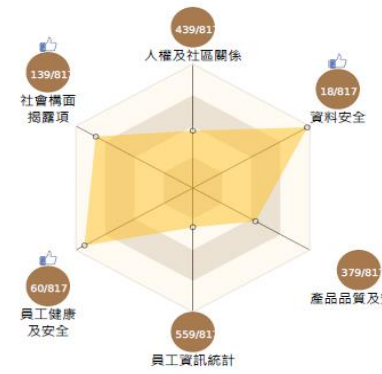 439/817
人權及社區關係
139/817
社會構面
揭露項
18/817
資料安全
60/817
員工健康
及安全
379/817
產品品質及
559/817
員工資訊統計